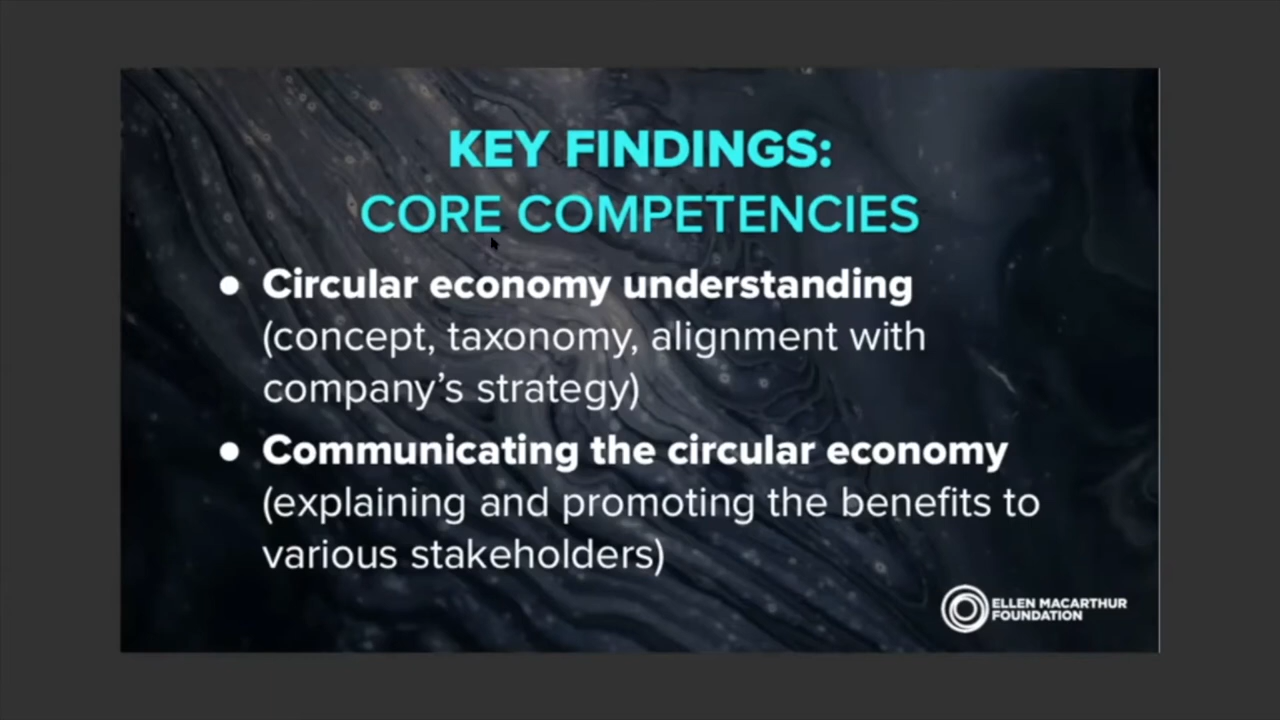 KEY FINDINGS:
CORE COMPETENCIES
● Circular economy understanding
(concept, taxonomy, alignment with
company’s strategy)
● Communicating the circular economy
(explaining and promoting the benefits to
various stakeholders)
ELLEN MACARTHUR
FOUNDATION